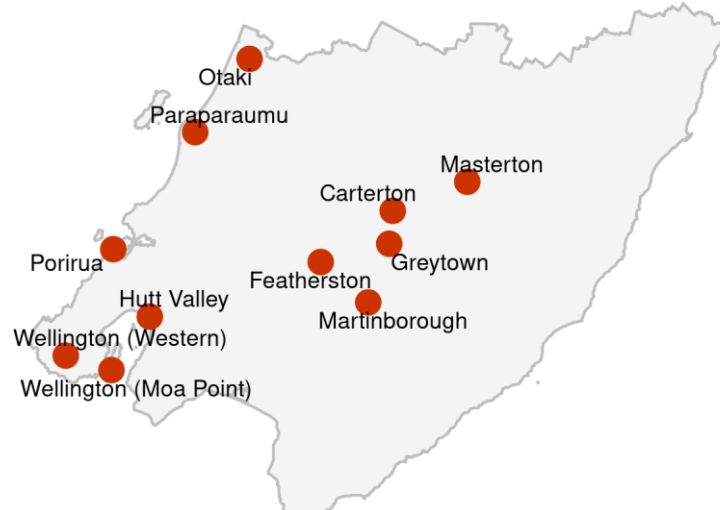 Otaki
Paraparaumu
Masterton
Carterton
Greytown
Porirua
Featherston
Hutt Valley
Martinborough
Wellington (Western)
Wellington (Moa Point)